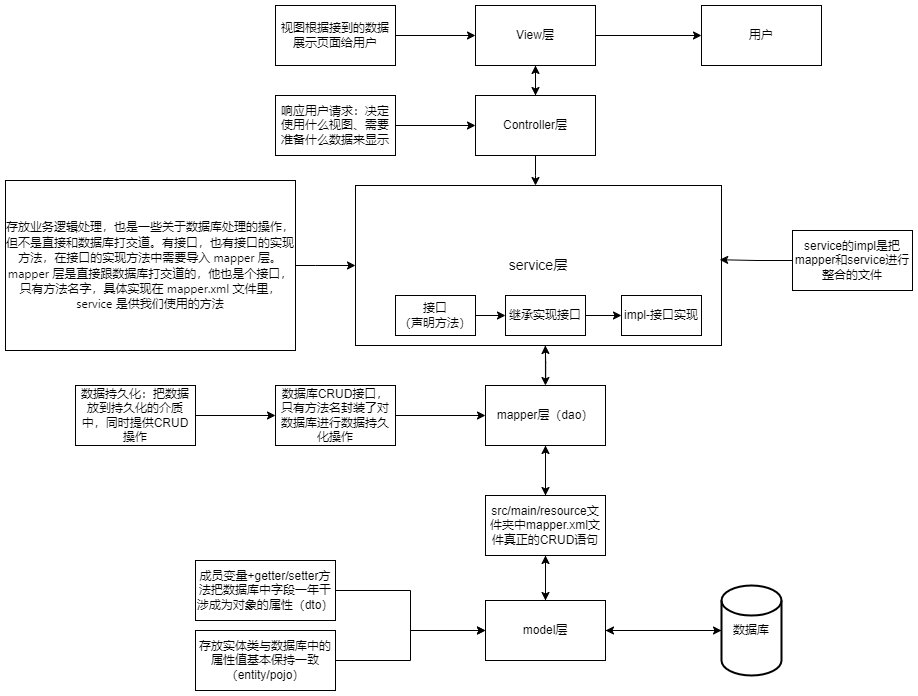 视图根据接到的数据
展示页面给用户
View层
用户
响应用户请求：决定
使用什么视图、需要
准备什么数据来显示
Controller层
存放业务逻辑处理，也是一些关于数据库处理的操作，
但不是直接和数据库打交道。有接口，也有接口的实现
方法，在接口的实现方法中需要导入 mapper 层。
mapper 层是直接跟数据库打交道的，他也是个接口，
只有方法名字，具体实现在 mapper.xml 文件里，
service 是供我们使用的方法
service层
接口
（声明方法）
继承实现接口
impl-接口实现
service的impl是把
mapper和service进行
整合的文件
数据持久化：把数据
放到持久化的介质
中，同时提供CRUD
操作
数据库CRUD接口，
只有方法名封装了对
数据库进行数据持久
化操作
mapper层（dao）
src/main/resource文
件夹中mapper.xml文
件真正的CRUD语句
成员变量+getter/setter方
法把数据库中字段一年干
涉成为对象的属性（dto）
存放实体类与数据库中的
属性值基本保持一致
（entity/pojo）
model层
数据库